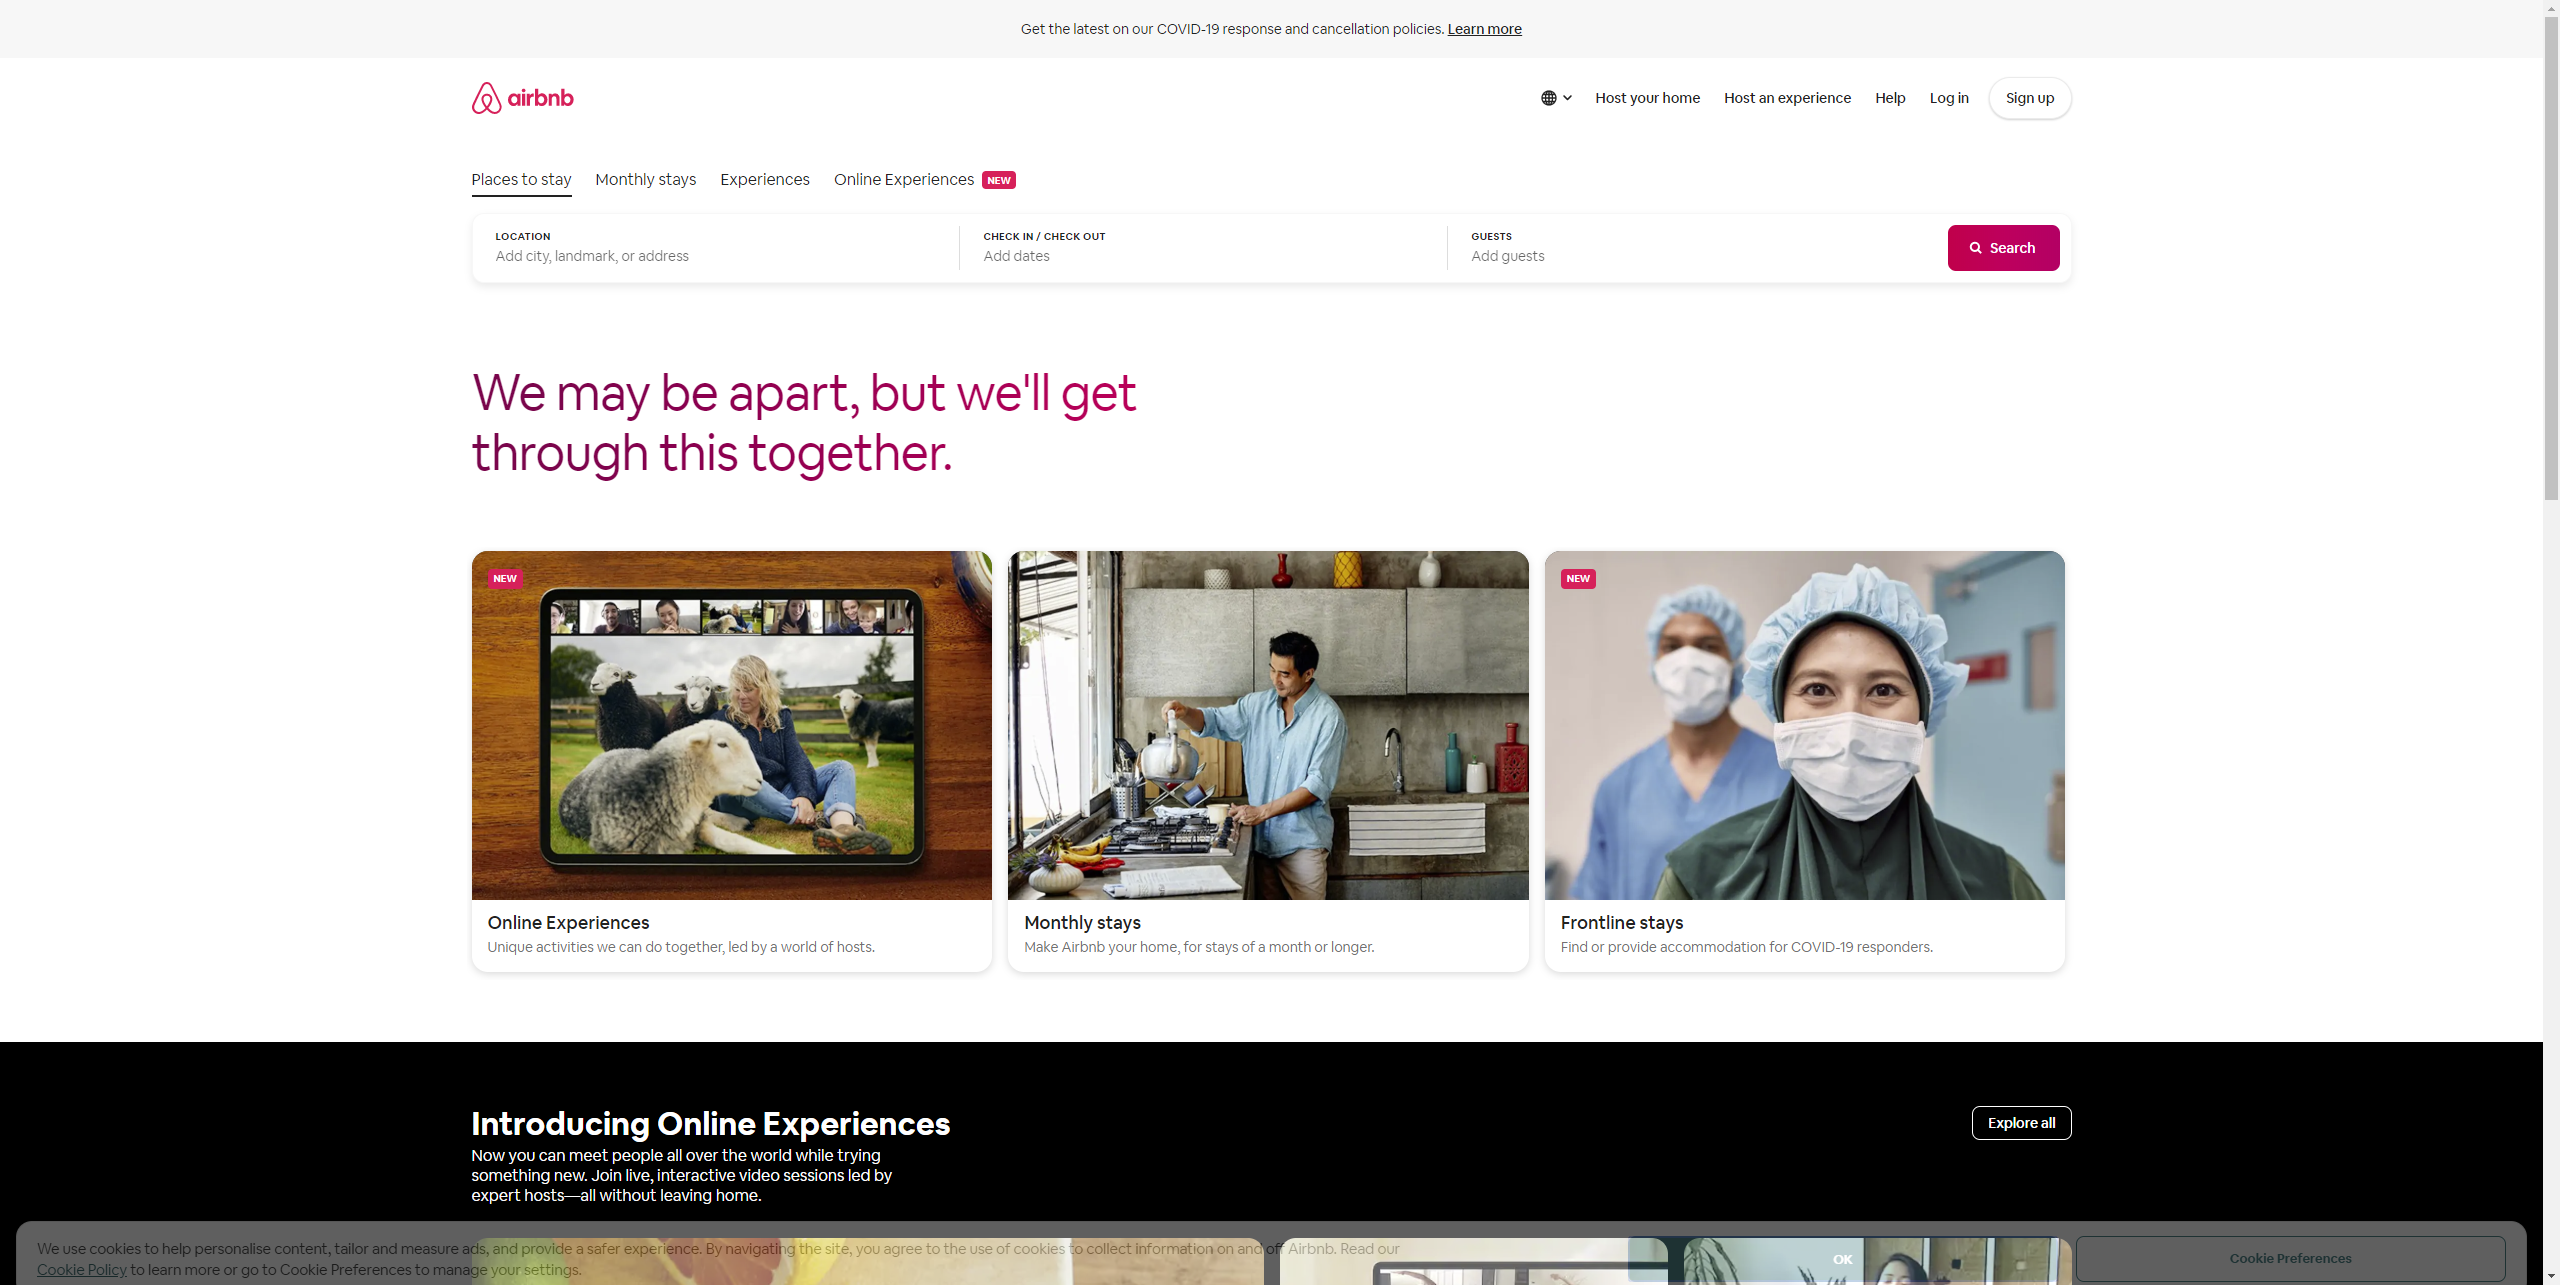 Get the latest on our COVID-19 response and cancellation policies. Learn more
airbnb
Host your home
Host an experience
Help
Log in
Sign up
Places to stay
Monthly stays
Experiences
Online Experiences
NEW
LOCATION
Add city, landmark, or address
CHECK IN / CHECK OUT
Add dates
GUESTS
Add guests
Search
We may be apart, but we'll get
through this together.
NEW
Online Experiences
Unique activities we can do together, led by a world of hosts.
Monthly stays
Make Airbnb your home, for stays of a month or longer.
NEW
Frontline stays
Find or provide accommodation for COVID-19 responders.
Introducing Online Experiences
Explore all
Now you can meet people all over the world while trying
something new. Join live, interactive video sessions led by
expert hosts—all without leaving home.
We use cookies to help personalise content, tailor and measure ads, and provide a safer experience. By navigating the site, you agree to the use of cookies to collect information on and off Airbnb. Read our
Cookie Policy to learn more or go to Cookie Preferences to manage your settings.
OK
Cookie Preferences